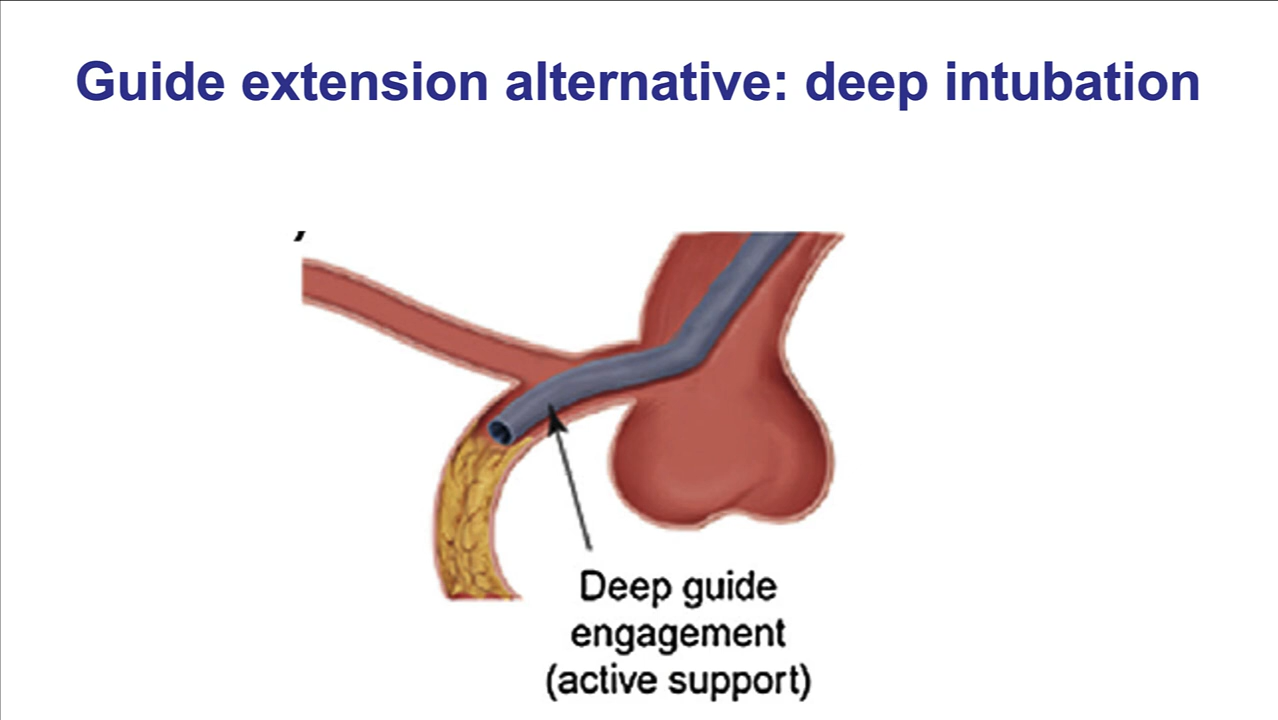 Guide extension alternative: deep intubation
Deep guide
engagement
(active support)